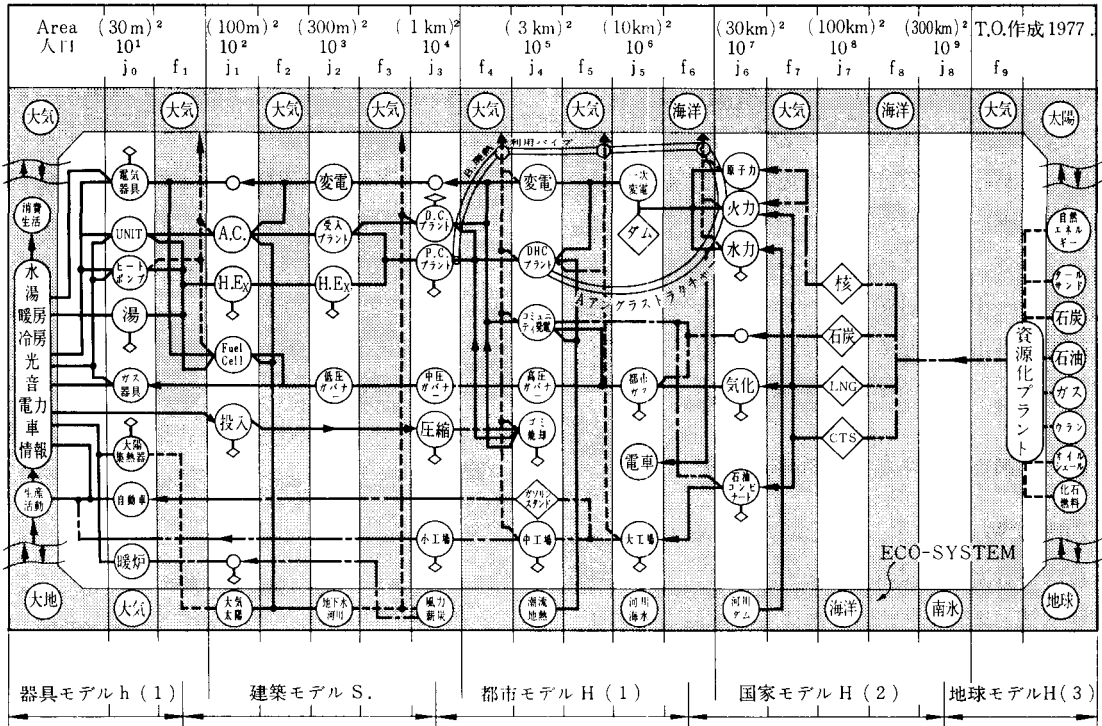 Area (30m)² (100m)² (300m)² (1km)² (3km)² (10km)² (30km)² (100km)² (300km)² T.O.作成1977.
人口 10¹ 10² 10³ 10⁴ 10⁵ 10⁶ 10⁷ 10⁸ 10⁹
j₀ f₁ j₁ f₂ j₂ f₃ j₃ f₄ j₄ f₅ j₅ f₆ j₆ f₇ j₇ f₈ j₈ f₉
大気 大気 大気 大気 大気 大気 海洋 大気 海洋 大気 太陽
利用パイプ
電気器具 変電 変電 一次変電 原子力
消費生活 D.C.プラント ダム 火力 自然エネルギー
UNIT A.C. 受入プラント P.C.プラント DHCプラント 水力
ヒートポンプ H.Ex H.Ex 核 タールサンド
水
湯
暖房
冷房
光
音
電力
車
情報
湯 コミュニティ発電 石炭 石炭
Fuel Cell 資源化プラント 石油
ガス器具 低圧ガバナー 中圧ガバナー 高圧ガバナー 都市ガス 気化 LNG ガス
投入 圧縮 ゴミ焼却 CTS ウラン
太陽集熱器 電車 オイルシェール
生産活動 自動車 ガソリンスタンド 石油コンビナート 化石燃料
小工場 中工場 大工場
暖炉 ECO-SYSTEM
大地 大気 大気太陽 地下水河川 風力薪炭 潮流地熱 河川海水 河川ダム 海洋 南氷 地球
器具モデルh(1) 建築モデルS. 都市モデルH(1) 国家モデルH(2) 地球モデルH(3)